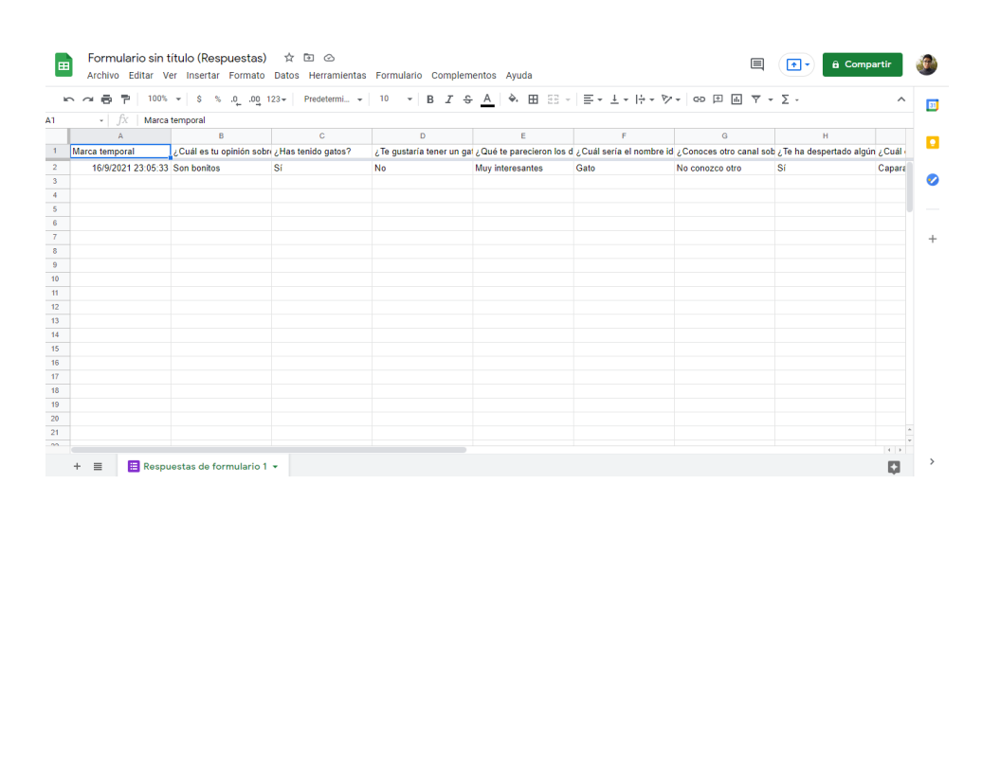 Formulario sin título (Respuestas)
Archivo Editar Ver Insertar Formato Datos Herramientas Formulario Complementos Ayuda
Compartir
100% $ % .0 .00 123 Predetermi... 10 B I S A
A1 fx Marca temporal
A B C D E F G H
1 Marca temporal ¿Cuál es tu opinión sobre ¿Has tenido gatos? ¿Te gustaría tener un gat ¿Qué te parecieron los d ¿Cuál sería el nombre id ¿Conoces otro canal sob ¿Te ha despertado algún ¿Cuál
2 16/9/2021 23:05:33 Son bonitos Sí No Muy interesantes Gato No conozco otro Sí Capara
3
4
5
6
7
8
9
10
11
12
13
14
15
16
17
18
19
20
21
Respuestas de formulario 1